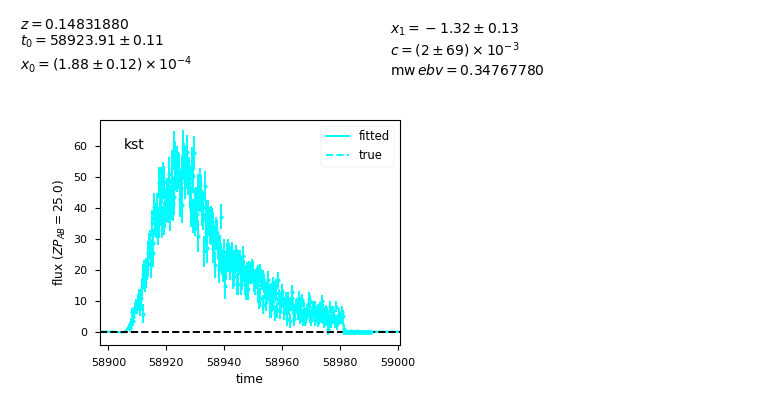 z = 0.14831880
t₀ = 58923.91 ± 0.11
x₀ = (1.88 ± 0.12) × 10⁻⁴
x₁ = −1.32 ± 0.13
c = (2 ± 69) × 10⁻³
mw ebv = 0.34767780
kst
fitted
true
flux (ZP_AB = 25.0)
60
50
40
30
20
10
0
58900 58920 58940 58960 58980 59000
time